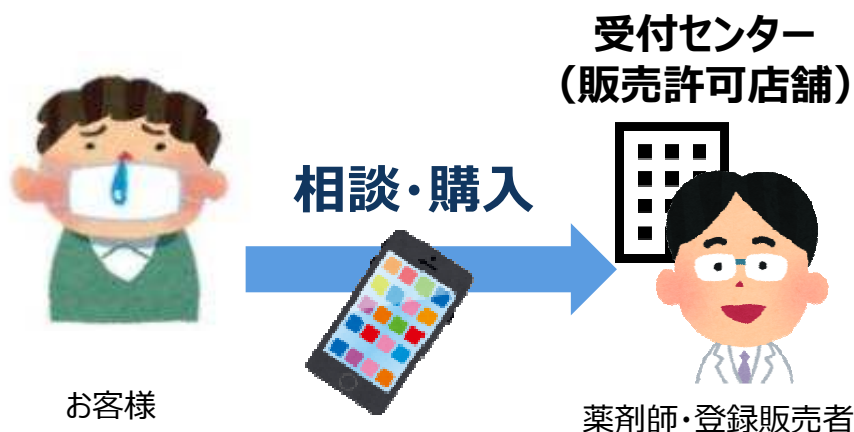 受付センター
（販売許可店舗）
相談・購入
お客様
薬剤師・登録販売者